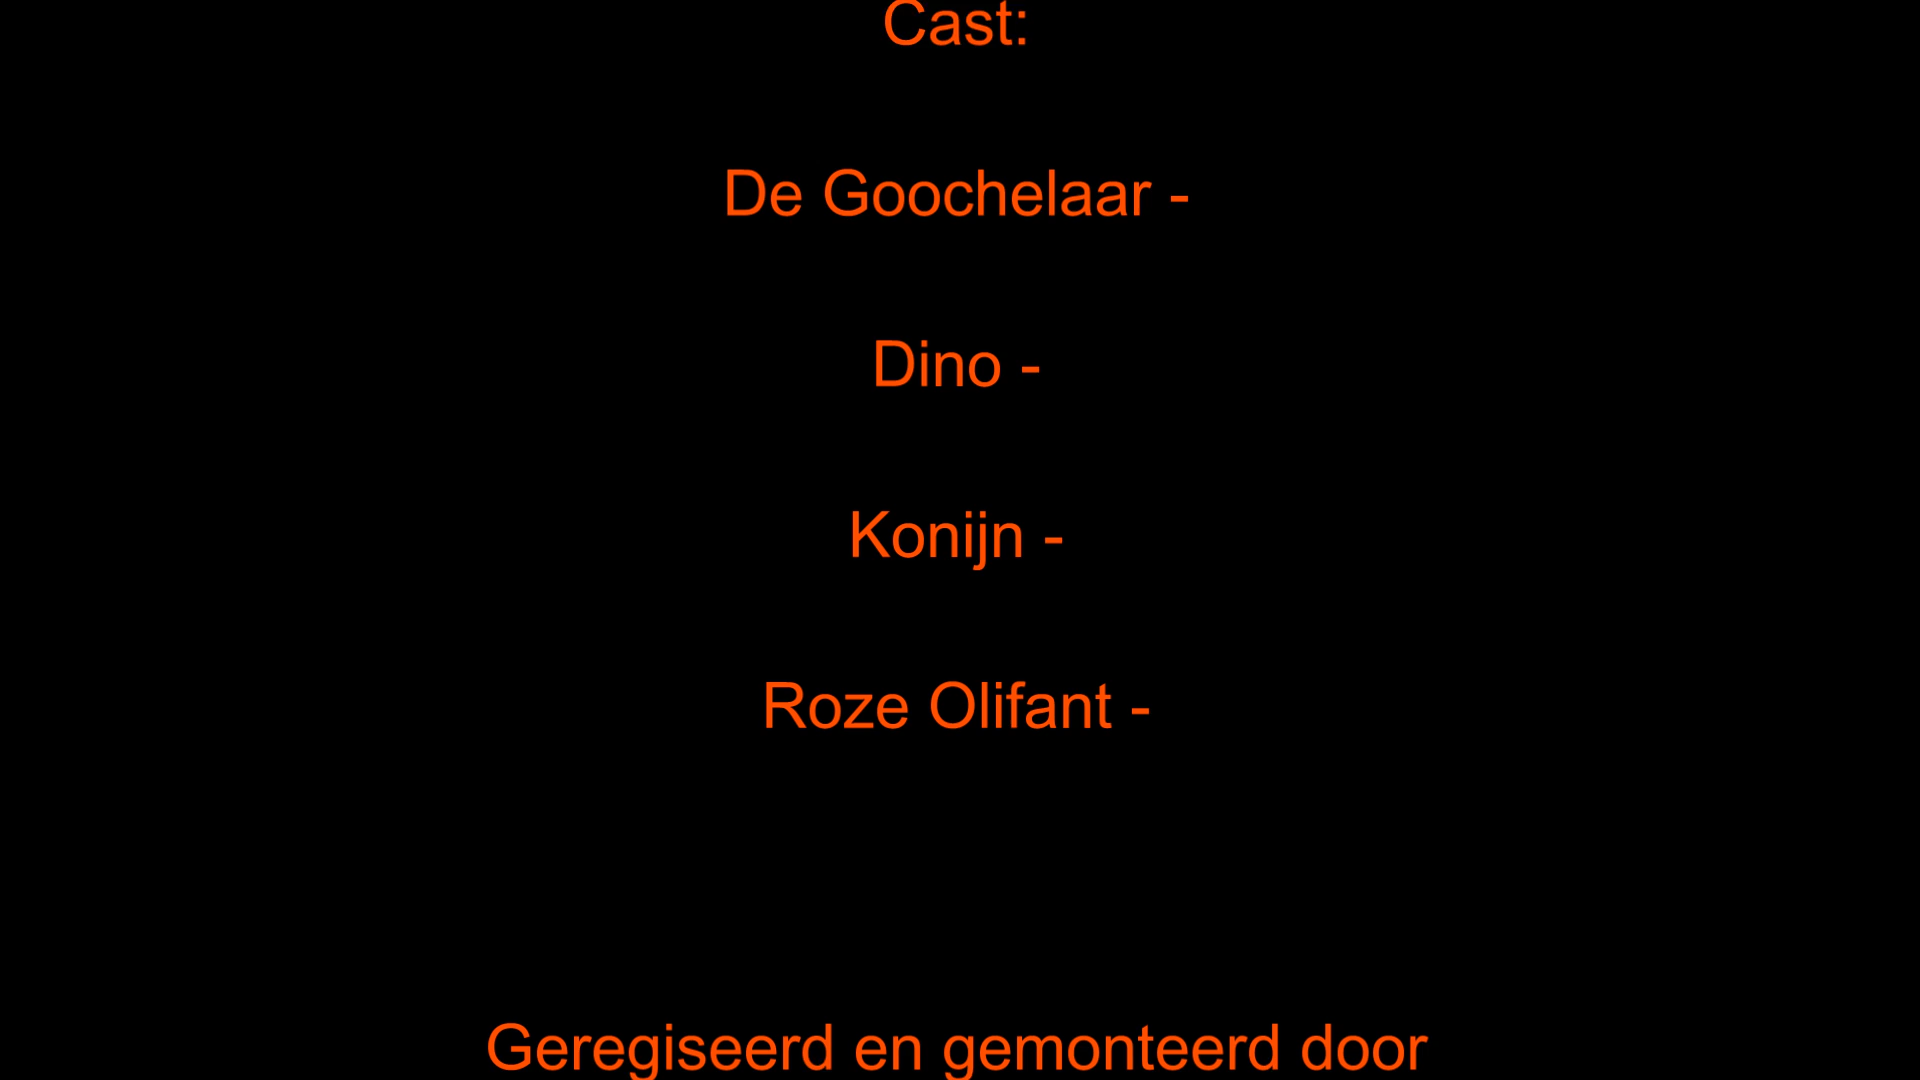 Cast:
De Goochelaar -
Dino -
Konijn -
Roze Olifant -
Geregiseerd en gemonteerd door